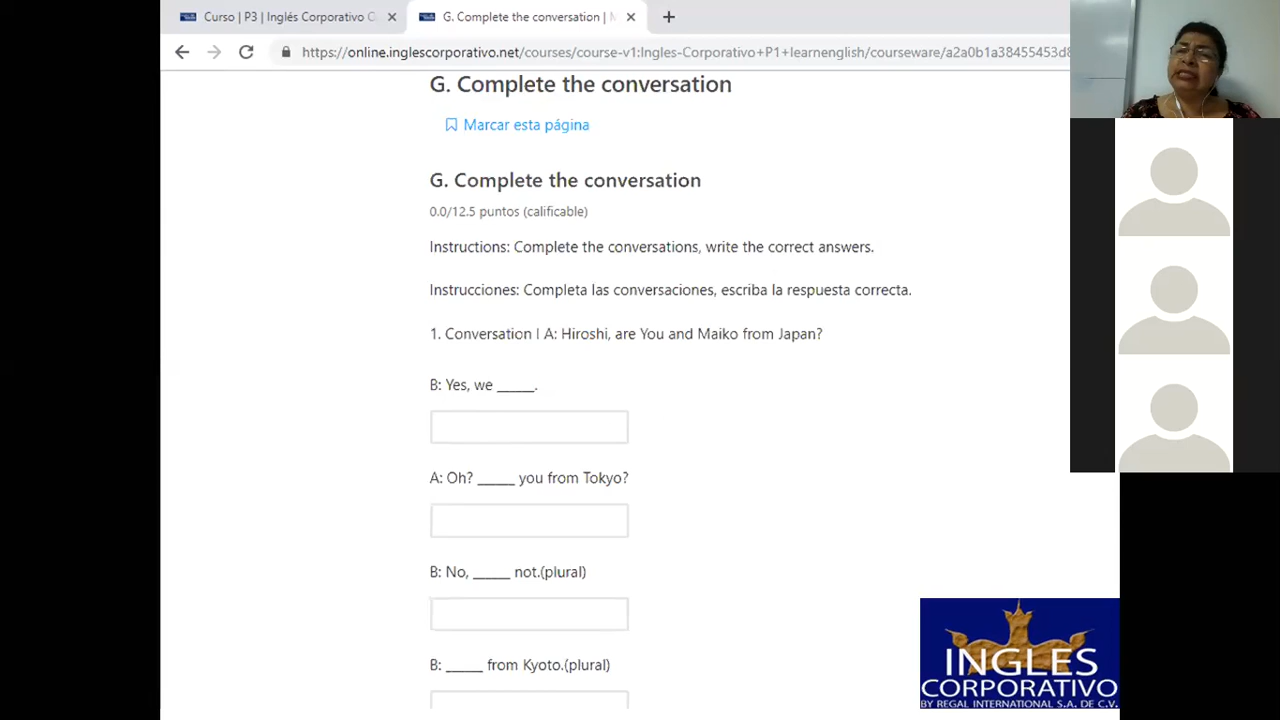 Curso | P3 | Inglés Corporativo
G. Complete the conversation |
https://online.inglescorporativo.net/courses/course-v1:Ingles-Corporativo+P1+learnenglish/courseware/a2a0b1a38455453d8
G. Complete the conversation
Marcar esta página
G. Complete the conversation
0.0/12.5 puntos (calificable)
Instructions: Complete the conversations, write the correct answers.
Instrucciones: Completa las conversaciones, escriba la respuesta correcta.
1. Conversation I A: Hiroshi, are You and Maiko from Japan?
B: Yes, we _____.
A: Oh? _____ you from Tokyo?
B: No, _____ not.(plural)
B: _____ from Kyoto.(plural)
INGLES
CORPORATIVO
BY REGAL INTERNATIONAL S.A. DE C.V.